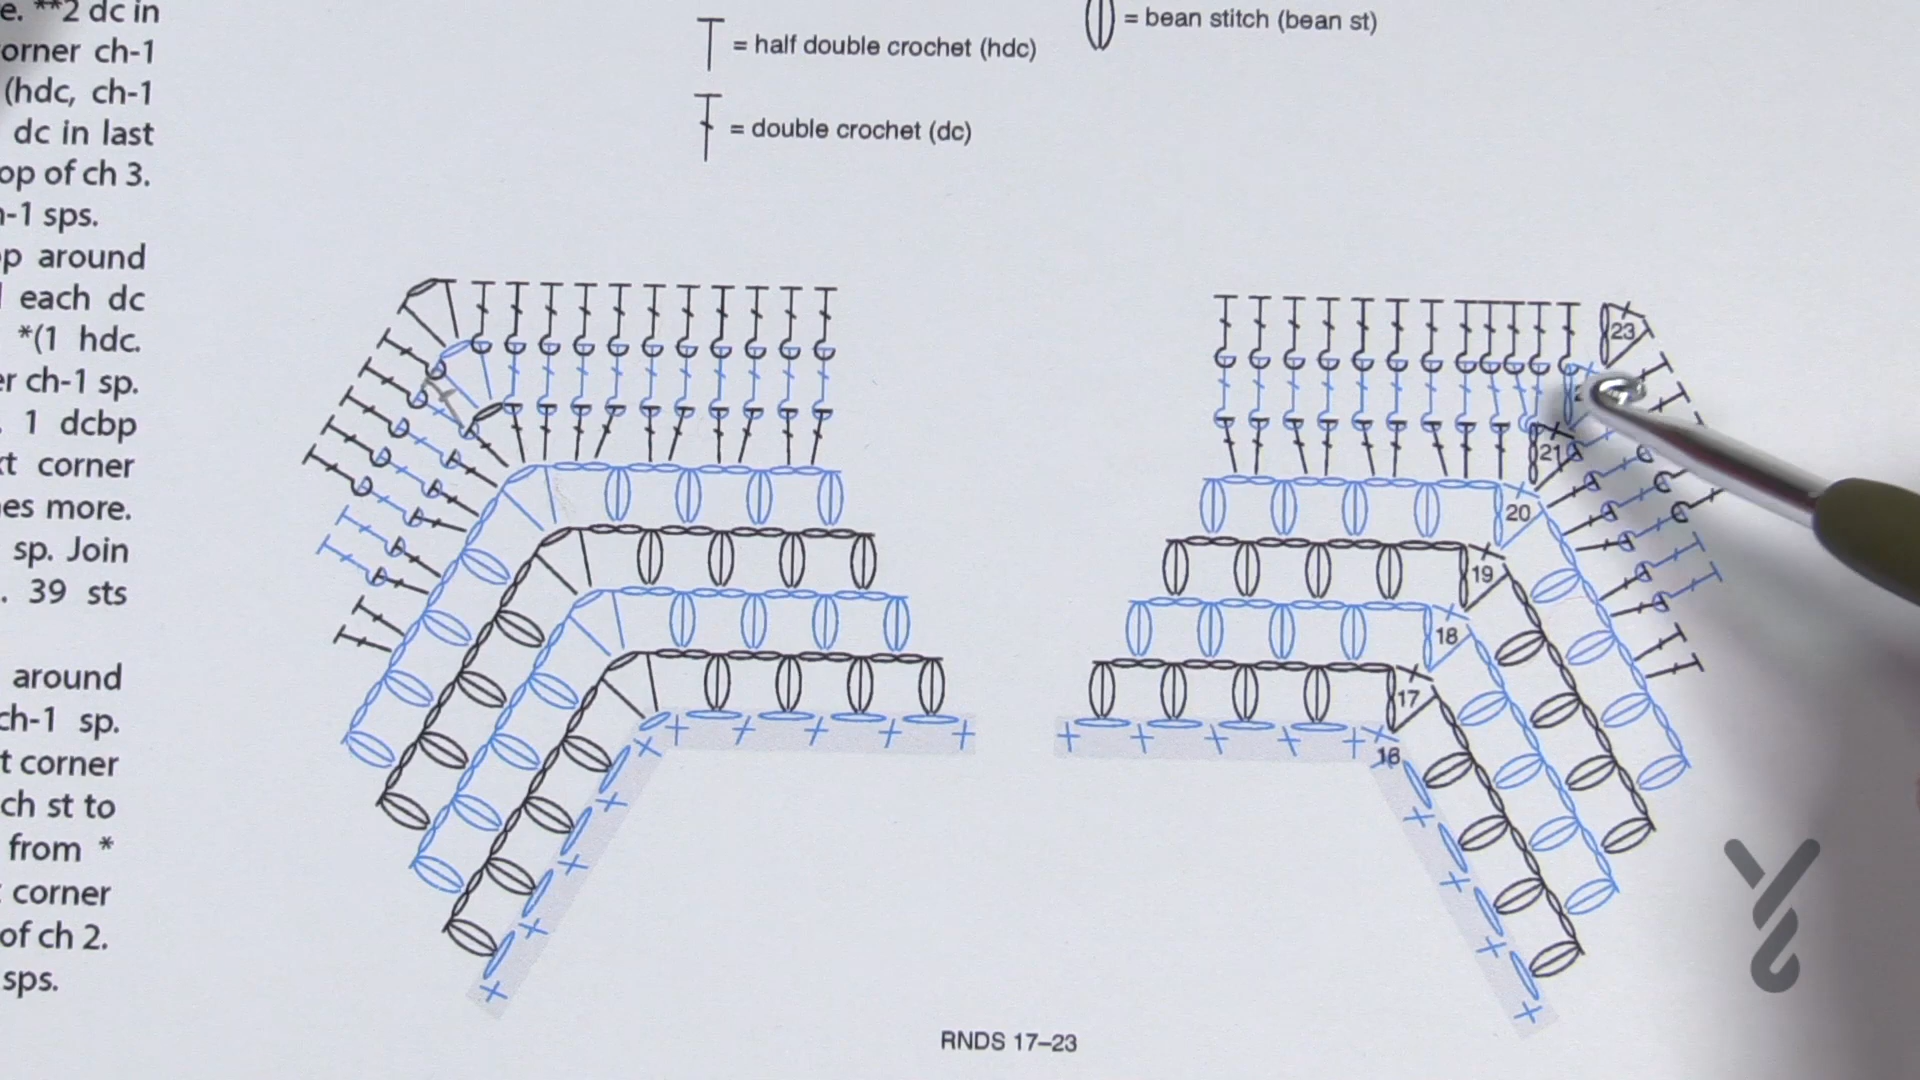 e. **2 dc in
orner ch-1
(hdc, ch-1
dc in last
op of ch 3.
-1 sps.
p around
each dc
*(1 hdc.
er ch-1 sp.
. 1 dcbp
xt corner
es more.
sp. Join
. 39 sts
around
ch-1 sp.
t corner
ch st to
from *
corner
of ch 2.
sps.
= half double crochet (hdc)
= bean stitch (bean st)
= double crochet (dc)
23
21
20
19
18
17
16
RNDS 17–23